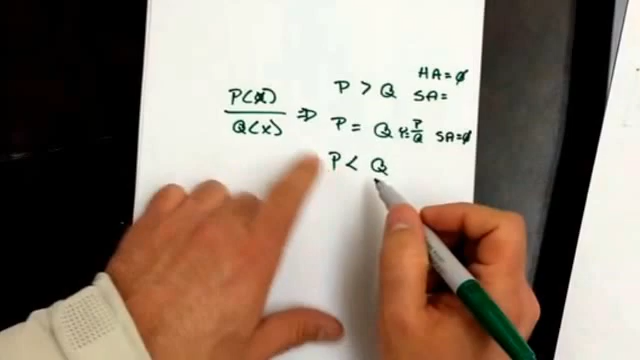 P(x)
Q(x)
⇒
P > Q HA = ∅
SA =
P = Q y = P/Q SA = ∅
P < Q